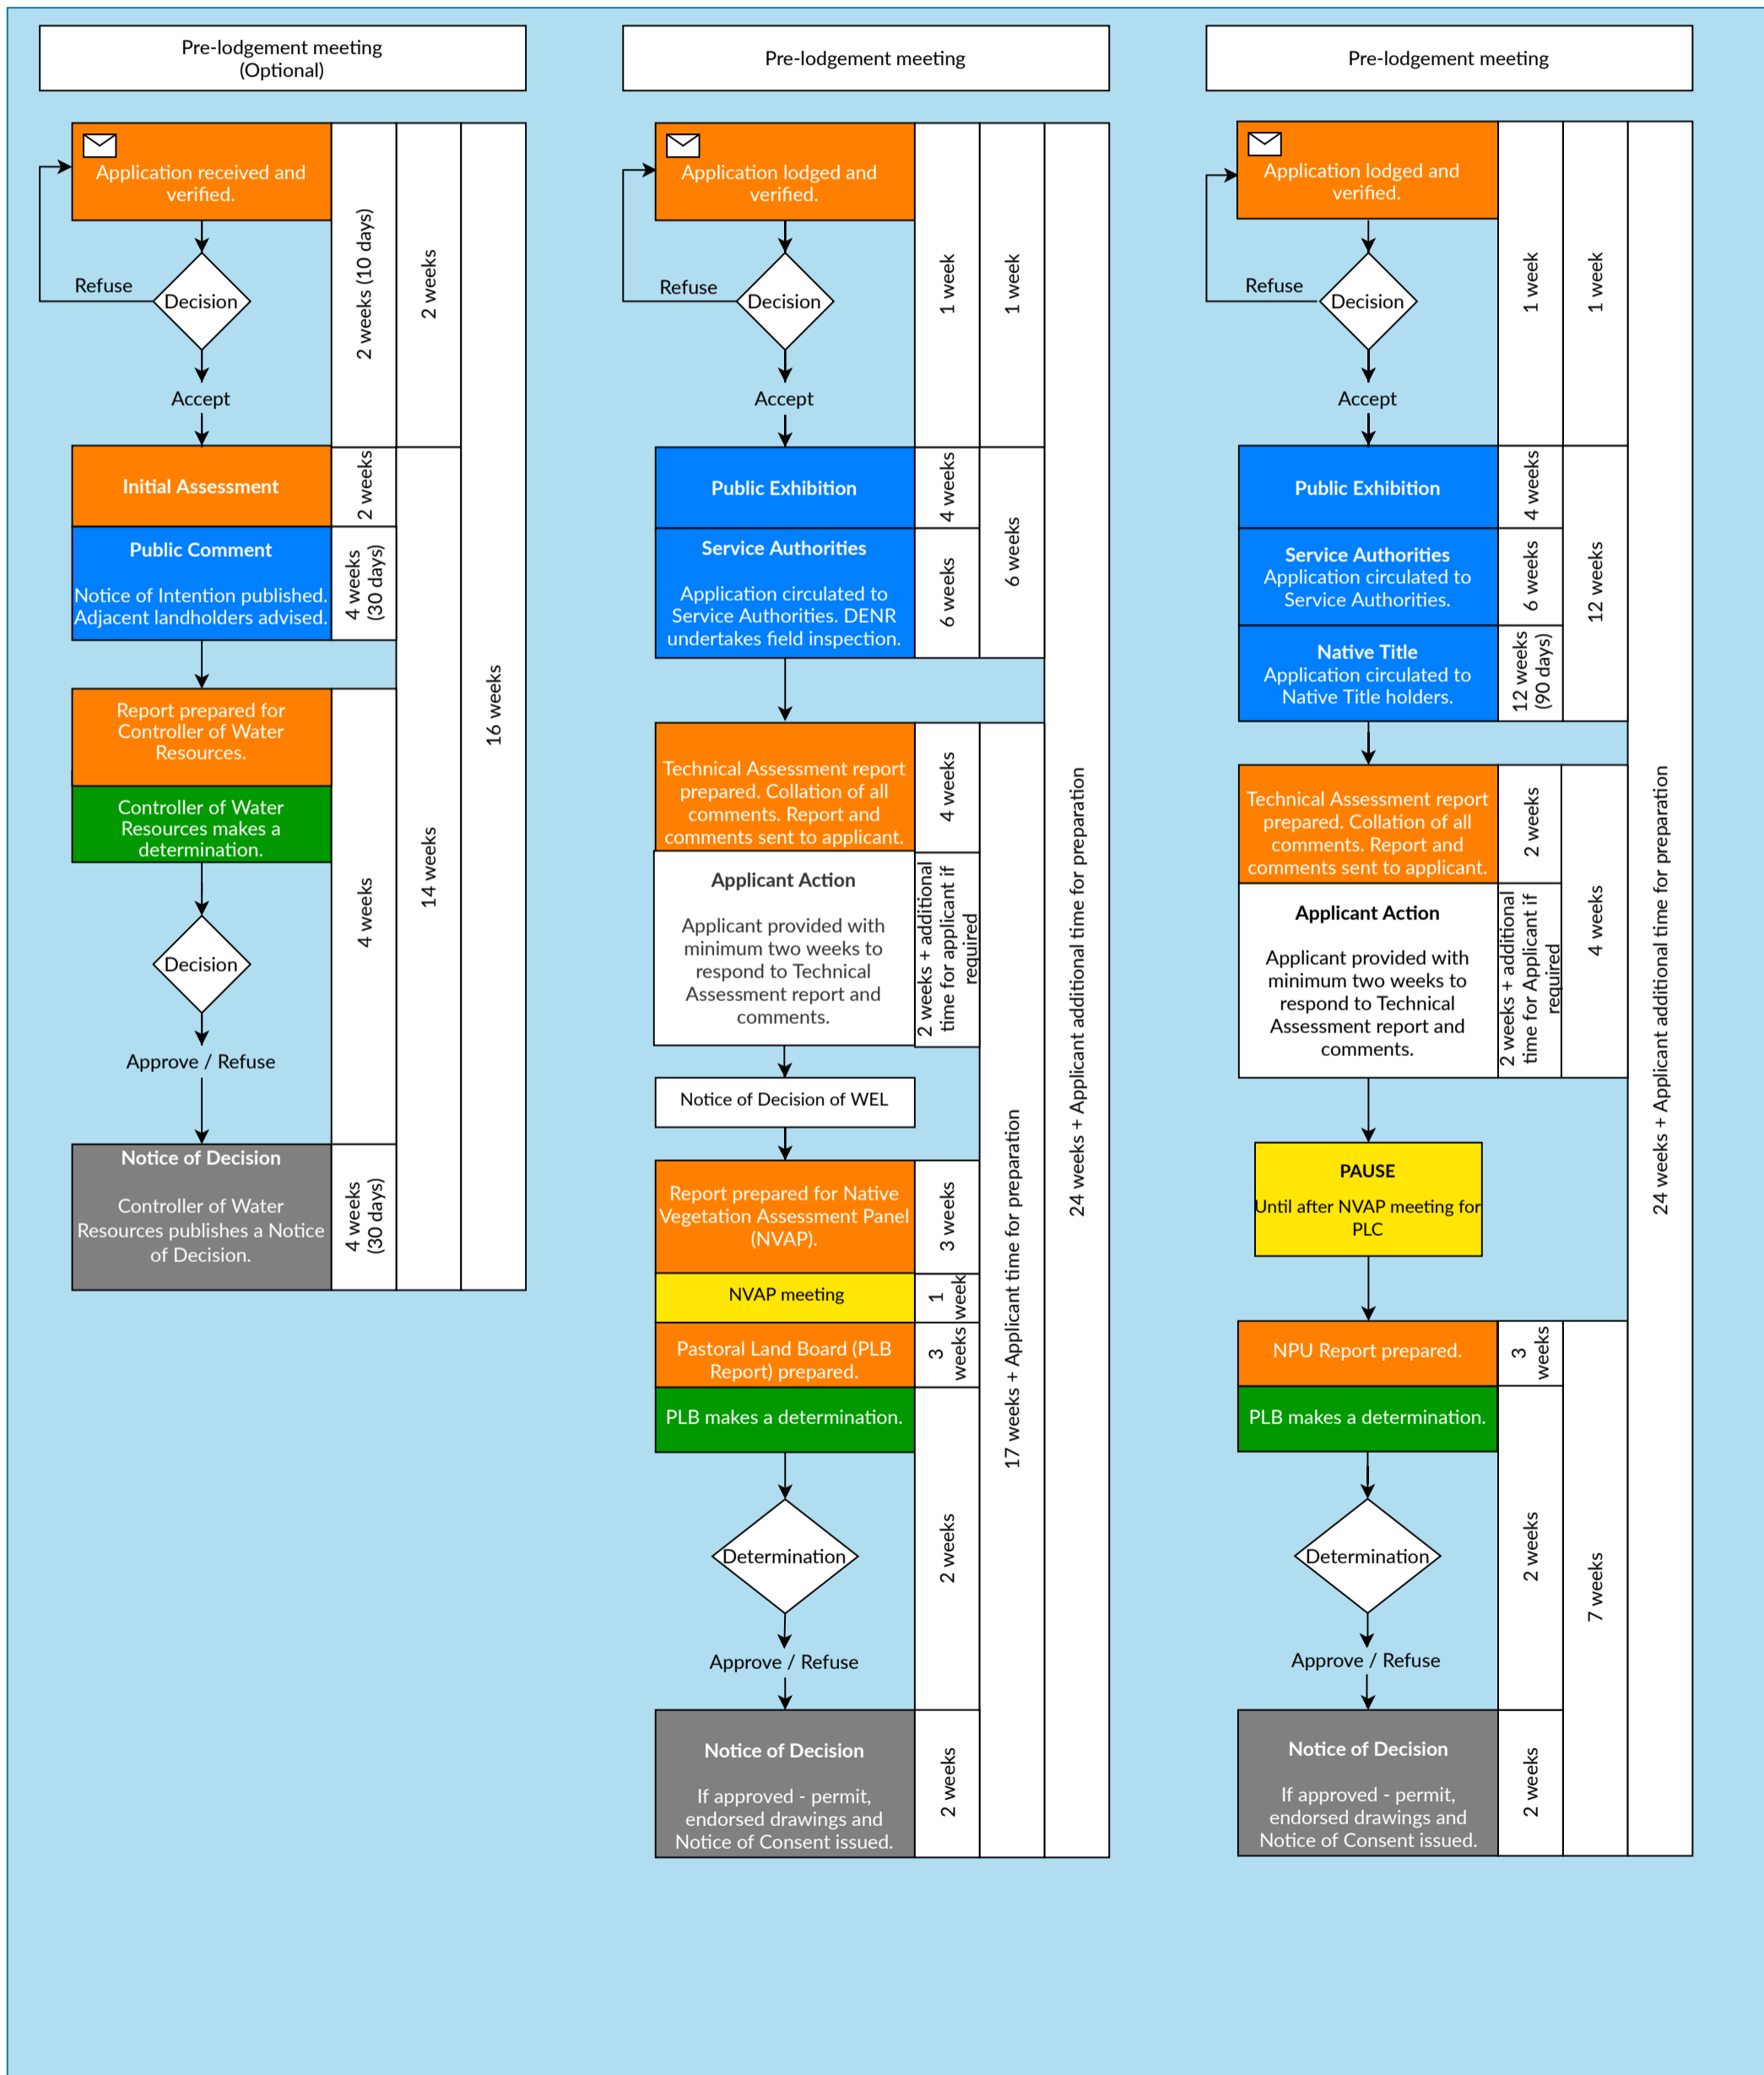 Pre-lodgement meeting
(Optional)
Application received and
verified.
Refuse
Decision
Accept
2 weeks (10 days)
2 weeks
Initial Assessment
2 weeks
Public Comment
Notice of Intention published.
Adjacent landholders advised.
4 weeks
(30 days)
Report prepared for
Controller of Water
Resources.
Controller of Water
Resources makes a
determination.
Decision
Approve / Refuse
4 weeks
Notice of Decision
Controller of Water
Resources publishes a Notice
of Decision.
4 weeks
(30 days)
14 weeks
16 weeks
Pre-lodgement meeting
Application lodged and
verified.
Refuse
Decision
Accept
1 week
1 week
Public Exhibition
4 weeks
Service Authorities
Application circulated to
Service Authorities. DENR
undertakes field inspection.
6 weeks
6 weeks
Technical Assessment report
prepared. Collation of all
comments. Report and
comments sent to applicant.
4 weeks
Applicant Action
Applicant provided with
minimum two weeks to
respond to Technical
Assessment report and
comments.
2 weeks + additional
time for applicant if
required
Notice of Decision of WEL
Report prepared for Native
Vegetation Assessment Panel
(NVAP).
3 weeks
NVAP meeting
1
week
Pastoral Land Board (PLB
Report) prepared.
3
weeks
PLB makes a determination.
Determination
Approve / Refuse
2 weeks
Notice of Decision
If approved - permit,
endorsed drawings and
Notice of Consent issued.
2 weeks
17 weeks + Applicant time for preparation
24 weeks + Applicant additional time for preparation
Pre-lodgement meeting
Application lodged and
verified.
Refuse
Decision
Accept
1 week
1 week
Public Exhibition
4 weeks
Service Authorities
Application circulated to
Service Authorities.
6 weeks
Native Title
Application circulated to
Native Title holders.
12 weeks
(90 days)
12 weeks
Technical Assessment report
prepared. Collation of all
comments. Report and
comments sent to applicant.
2 weeks
Applicant Action
Applicant provided with
minimum two weeks to
respond to Technical
Assessment report and
comments.
2 weeks + additional
time for Applicant if
required
4 weeks
PAUSE
Until after NVAP meeting for
PLC
NPU Report prepared.
3
weeks
PLB makes a determination.
Determination
Approve / Refuse
2 weeks
Notice of Decision
If approved - permit,
endorsed drawings and
Notice of Consent issued.
2 weeks
7 weeks
24 weeks + Applicant additional time for preparation